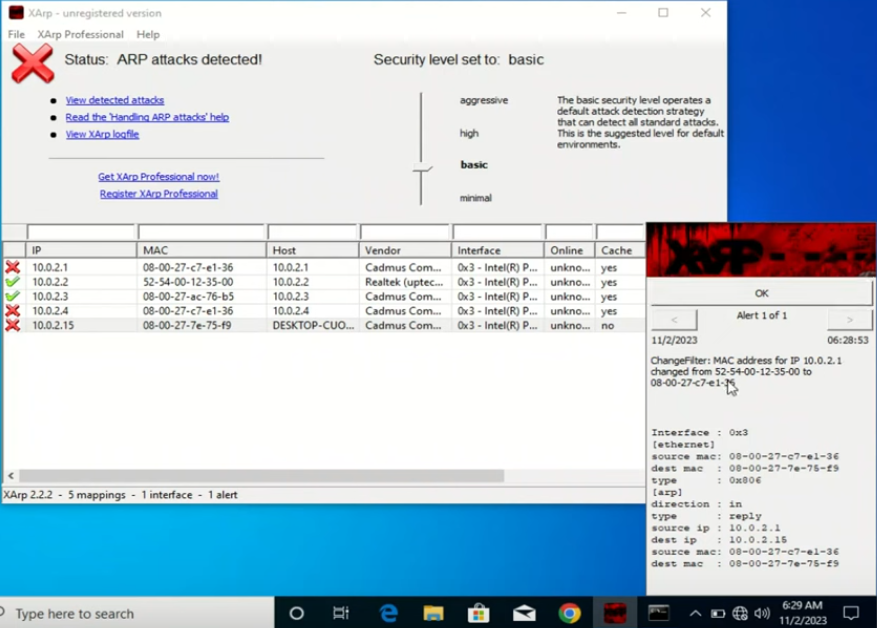 XArp - unregistered version
File XArp Professional Help
Status: ARP attacks detected!
Security level set to: basic
View detected attacks
Read the 'Handling ARP attacks' help
View XArp logfile
Get XArp Professional now!
Register XArp Professional
aggressive
high
basic
minimal
The basic security level operates a
default attack detection strategy
that can detect all standard attacks.
This is the suggested level for default
environments.
IP MAC Host Vendor Interface Online Cache
10.0.2.1 08-00-27-c7-e1-36 10.0.2.1 Cadmus Com... 0x3 - Intel(R) P... unkno... yes
10.0.2.2 52-54-00-12-35-00 10.0.2.2 Realtek (uptec... 0x3 - Intel(R) P... unkno... yes
10.0.2.3 08-00-27-ac-76-b5 10.0.2.3 Cadmus Com... 0x3 - Intel(R) P... unkno... yes
10.0.2.4 08-00-27-c7-e1-36 10.0.2.4 Cadmus Com... 0x3 - Intel(R) P... unkno... yes
10.0.2.15 08-00-27-7e-75-f9 DESKTOP-CUO... Cadmus Com... 0x3 - Intel(R) P... unkno... no
XArp 2.2.2 - 5 mappings - 1 interface - 1 alert
XARP
OK
< Alert 1 of 1 >
11/2/2023 06:28:53
ChangeFilter: MAC address for IP 10.0.2.1
changed from 52-54-00-12-35-00 to
08-00-27-c7-e1-36
Interface : 0x3
[ethernet]
source mac: 08-00-27-c7-e1-36
dest mac : 08-00-27-7e-75-f9
type : 0x806
[arp]
direction : in
type : reply
source ip : 10.0.2.1
dest ip : 10.0.2.15
source mac: 08-00-27-c7-e1-36
dest mac : 08-00-27-7e-75-f9
Type here to search
6:29 AM
11/2/2023